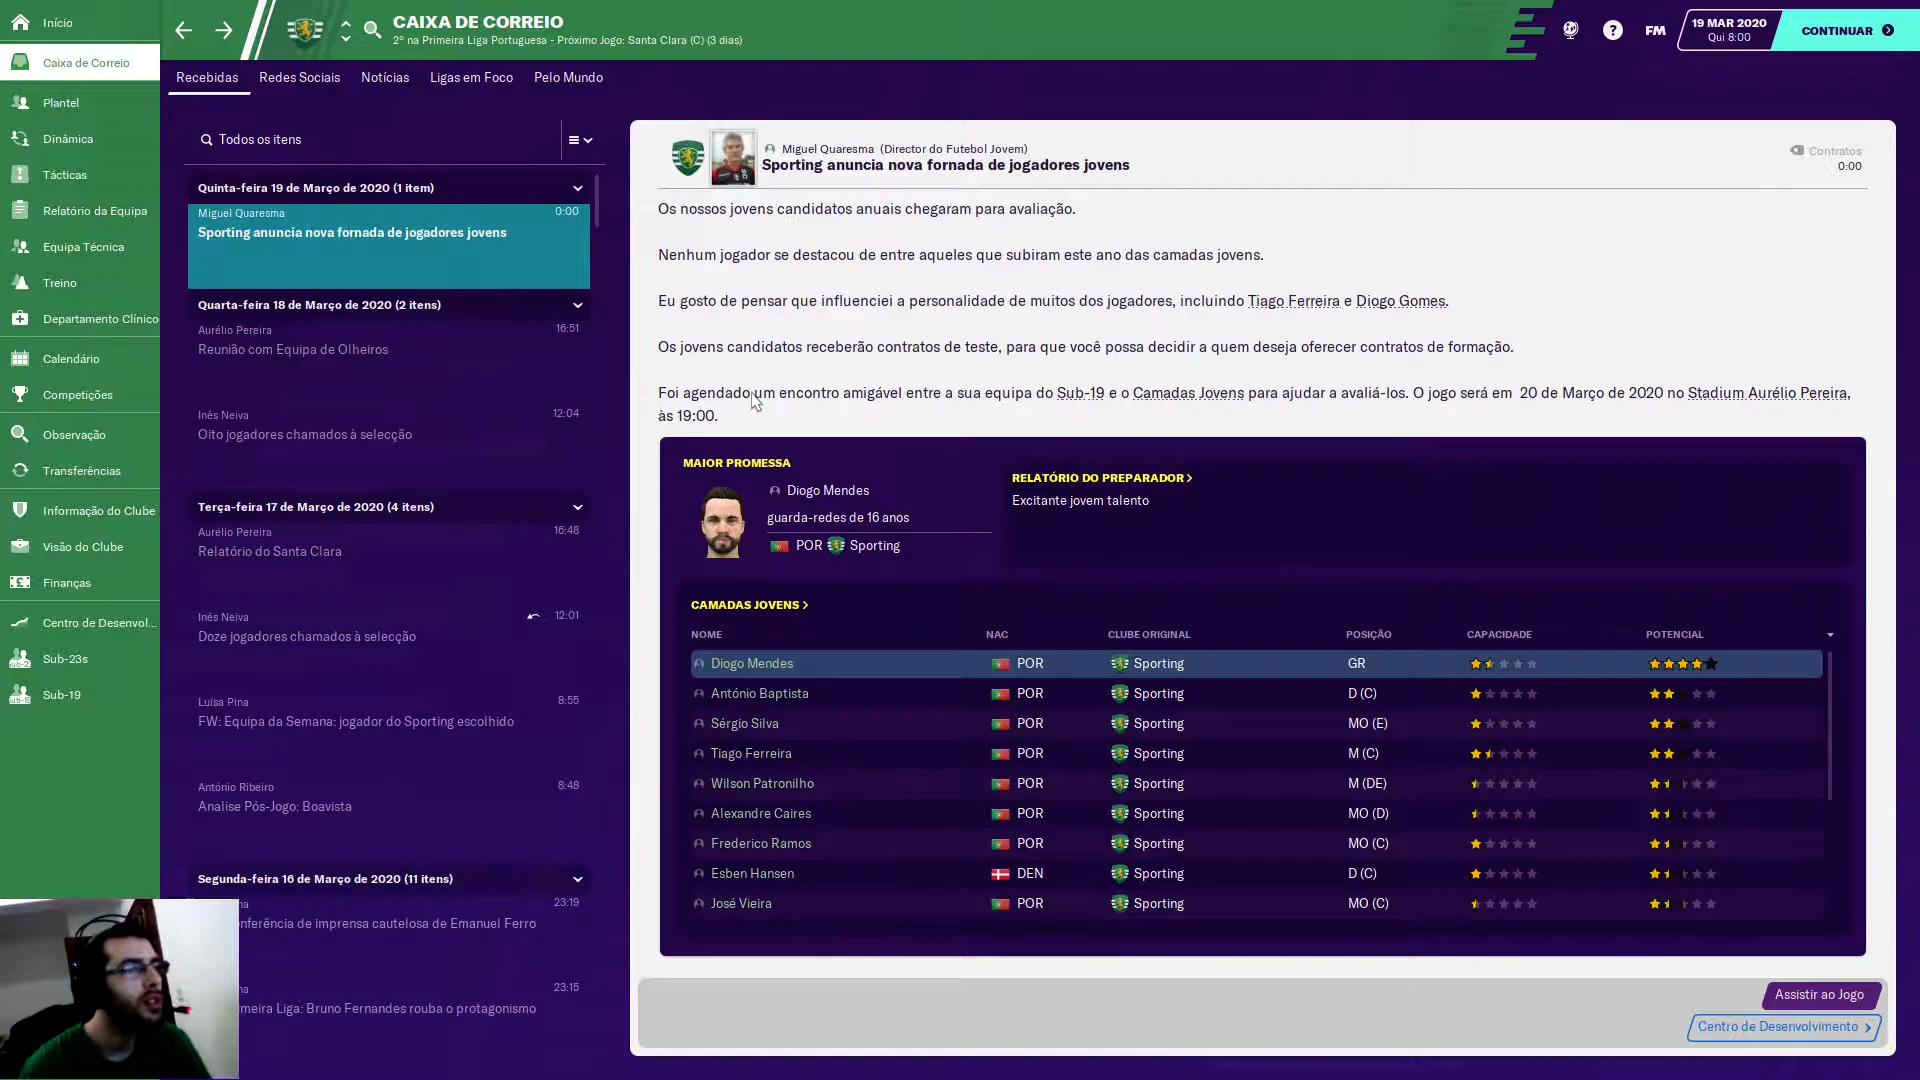 Início
Caixa de Correio
Plantel
Dinâmica
Tácticas
Relatório da Equipa
Equipa Técnica
Treino
Departamento Clínico
Calendário
Competições
Observação
Transferências
Informação do Clube
Visão do Clube
Finanças
Centro de Desenvol...
Sub-23s
Sub-19
CAIXA DE CORREIO
2º na Primeira Liga Portuguesa - Próximo Jogo: Santa Clara (C) (3 dias)
FM
19 MAR 2020
Qui 8:00
CONTINUAR
Recebidas Redes Sociais Notícias Ligas em Foco Pelo Mundo
Todos os itens
Quinta-feira 19 de Março de 2020 (1 item)
Miguel Quaresma 0:00
Sporting anuncia nova fornada de jogadores jovens
Quarta-feira 18 de Março de 2020 (2 itens)
Aurélio Pereira 16:51
Reunião com Equipa de Olheiros
Inês Neiva 12:04
Oito jogadores chamados à selecção
Terça-feira 17 de Março de 2020 (4 itens)
Aurélio Pereira 16:48
Relatório do Santa Clara
Inês Neiva 12:01
Doze jogadores chamados à selecção
Luísa Pina 8:55
FW: Equipa da Semana: jogador do Sporting escolhido
António Ribeiro 8:48
Analise Pós-Jogo: Boavista
Segunda-feira 16 de Março de 2020 (11 itens)
23:19
nferência de imprensa cautelosa de Emanuel Ferro
23:15
meira Liga: Bruno Fernandes rouba o protagonismo
Miguel Quaresma (Director do Futebol Jovem)
Sporting anuncia nova fornada de jogadores jovens
Contratos
0:00
Os nossos jovens candidatos anuais chegaram para avaliação.
Nenhum jogador se destacou de entre aqueles que subiram este ano das camadas jovens.
Eu gosto de pensar que influenciei a personalidade de muitos dos jogadores, incluindo Tiago Ferreira e Diogo Gomes.
Os jovens candidatos receberão contratos de teste, para que você possa decidir a quem deseja oferecer contratos de formação.
Foi agendado um encontro amigável entre a sua equipa do Sub-19 e o Camadas Jovens para ajudar a avaliá-los. O jogo será em 20 de Março de 2020 no Stadium Aurélio Pereira,
às 19:00.
MAIOR PROMESSA
Diogo Mendes
guarda-redes de 16 anos
POR Sporting
RELATÓRIO DO PREPARADOR >
Excitante jovem talento
CAMADAS JOVENS >
NOME NAC CLUBE ORIGINAL POSIÇÃO CAPACIDADE POTENCIAL
Diogo Mendes POR Sporting GR
António Baptista POR Sporting D (C)
Sérgio Silva POR Sporting MO (E)
Tiago Ferreira POR Sporting M (C)
Wilson Patronilho POR Sporting M (DE)
Alexandre Caires POR Sporting MO (D)
Frederico Ramos POR Sporting MO (C)
Esben Hansen DEN Sporting D (C)
José Vieira POR Sporting MO (C)
Assistir ao Jogo
Centro de Desenvolvimento >